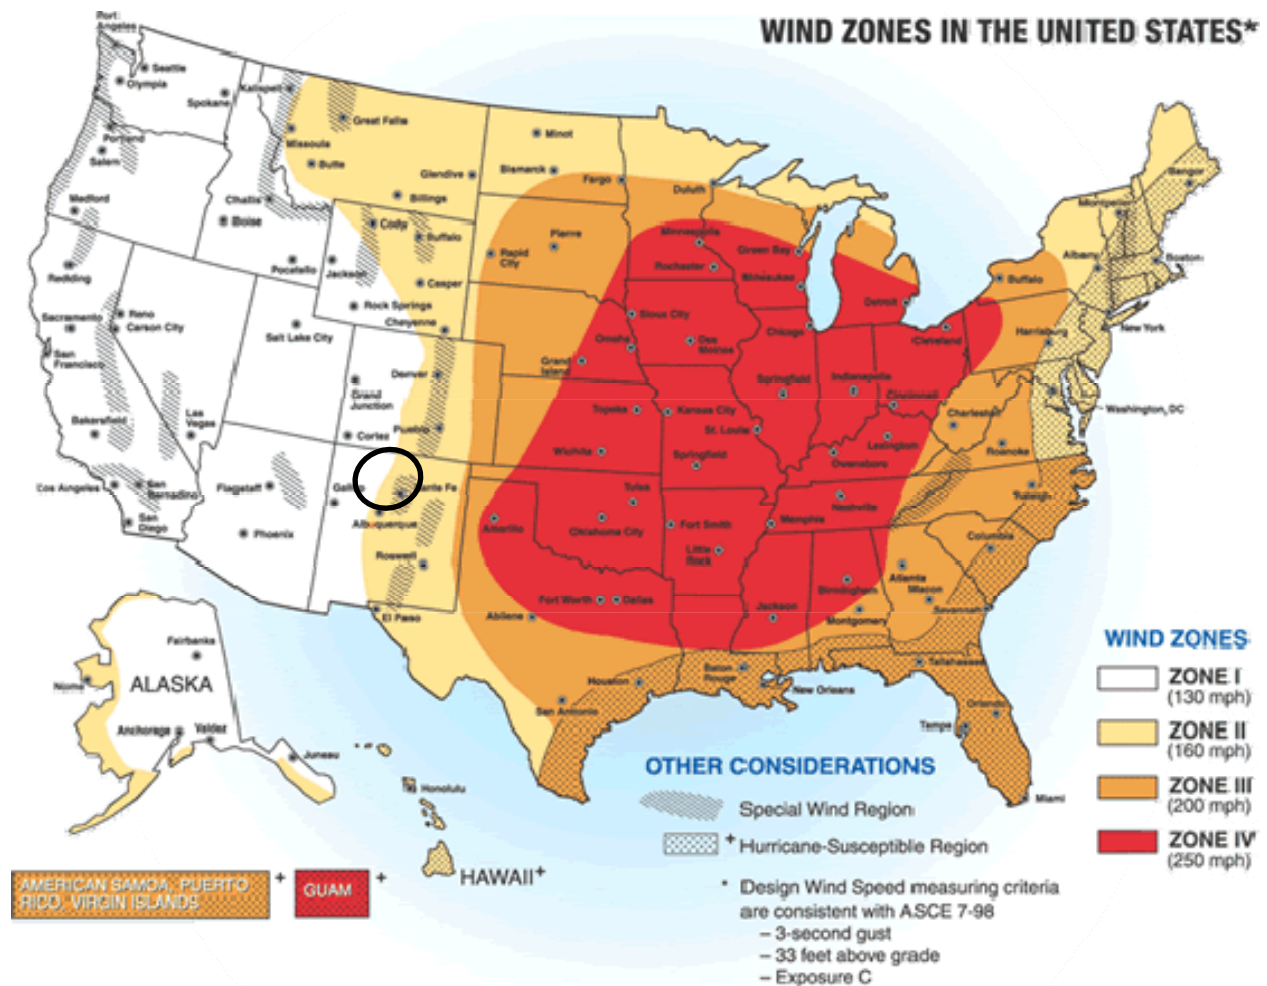 WIND ZONES IN THE UNITED STATES*
Port
Angeles
Seattle
Olympia
Spokane
Kalispell
Great Falls
Minot
Portland
Salem
Missoula
Butte
Glendive
Bismarck
Fargo
Duluth
Bangor
Medford
Challis
Boise
Billings
Cody
Buffalo
Pierre
Rapid
City
Minneapolis
Green Bay
Montpelier
Redding
Pocatello
Jackson
Casper
Rochester
Milwaukee
Albany
Boston
Buffalo
Rock Springs
Sioux City
Detroit
Sacramento
Reno
Carson City
Salt Lake City
Cheyenne
Omaha
Des
Moines
Chicago
Cleveland
Harrisburg
New York
San
Francisco
Denver
Grand
Island
Grand
Junction
Springfield
Indianapolis
Cincinnati
Washington, DC
Bakersfield
Las
Vegas
Cortez
Pueblo
Topeka
Kansas City
St. Louis
Charleston
Lexington
Roanoke
Wichita
Springfield
Owensboro
Los Angeles
San
Bernadino
Flagstaff
Santa Fe
Tulsa
Nashville
Raleigh
San
Diego
Phoenix
Albuquerque
Amarillo
Oklahoma City
Fort Smith
Memphis
Columbia
Roswell
Little
Rock
Atlanta
Macon
Birmingham
El Paso
Abilene
Fort Worth
Dallas
Jackson
Montgomery
Savannah
Houston
Baton
Rouge
New Orleans
Tallahassee
San Antonio
Orlando
Tampa
Miami
Fairbanks
Nome
ALASKA
Anchorage
Valdez
Juneau
Honolulu
HAWAII+
AMERICAN SAMOA, PUERTO
RICO, VIRGIN ISLANDS
+
GUAM
+
WIND ZONES
ZONE I
(130 mph)
ZONE II
(160 mph)
ZONE III
(200 mph)
ZONE IV
(250 mph)
OTHER CONSIDERATIONS
Special Wind Region
+ Hurricane-Susceptible Region
* Design Wind Speed measuring criteria
are consistent with ASCE 7-98
– 3-second gust
– 33 feet above grade
– Exposure C